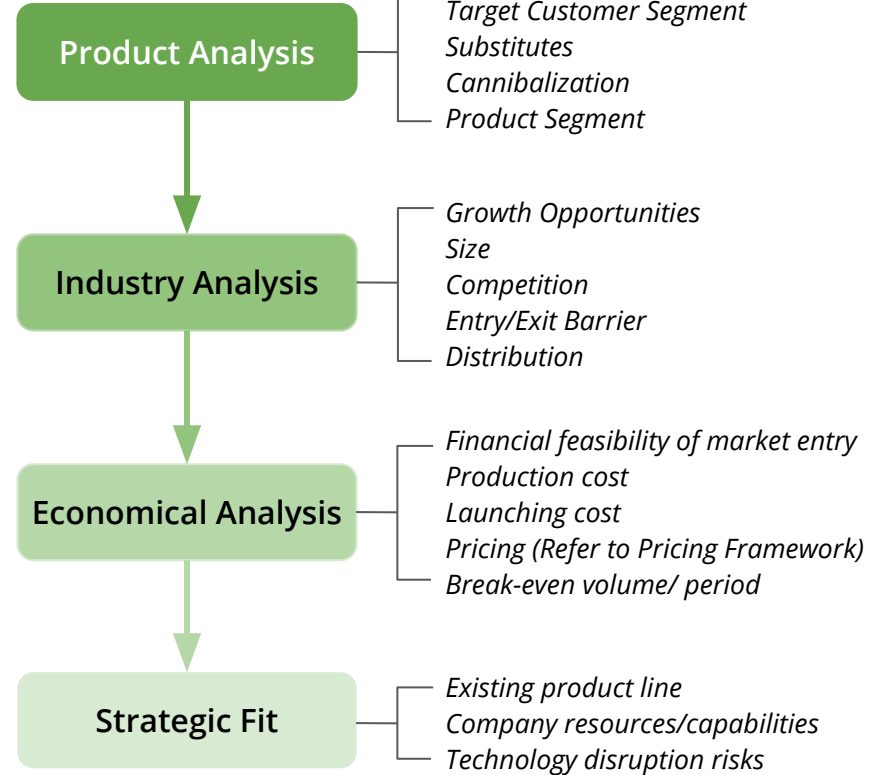 Product Analysis
Target Customer Segment
Substitutes
Cannibalization
Product Segment
Industry Analysis
Growth Opportunities
Size
Competition
Entry/Exit Barrier
Distribution
Economical Analysis
Financial feasibility of market entry
Production cost
Launching cost
Pricing (Refer to Pricing Framework)
Break-even volume/ period
Strategic Fit
Existing product line
Company resources/capabilities
Technology disruption risks